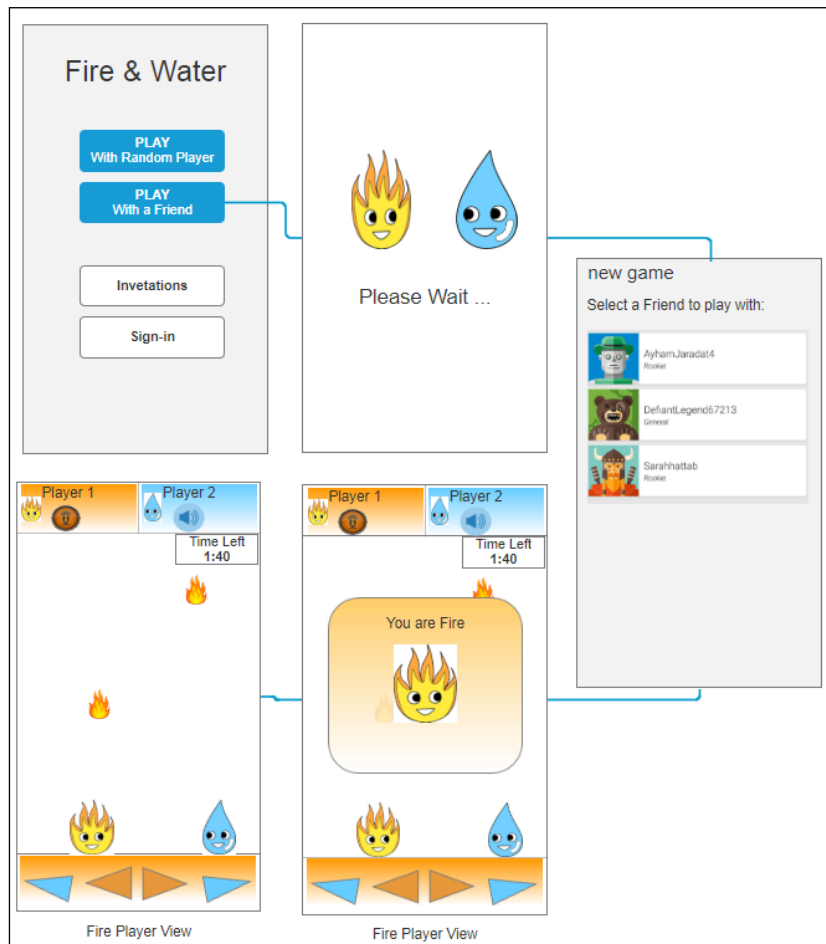 Fire & Water
PLAY
With Random Player
PLAY
With a Friend
Invetations
Sign-in
Please Wait ...
new game
Select a Friend to play with:
AyhamJaradat4
Rookie
DefiantLegend67213
General
Sarahhattab
Rookie
Player 1
Player 2
Time Left
1:40
Fire Player View
Player 1
Player 2
Time Left
1:40
You are Fire
Fire Player View